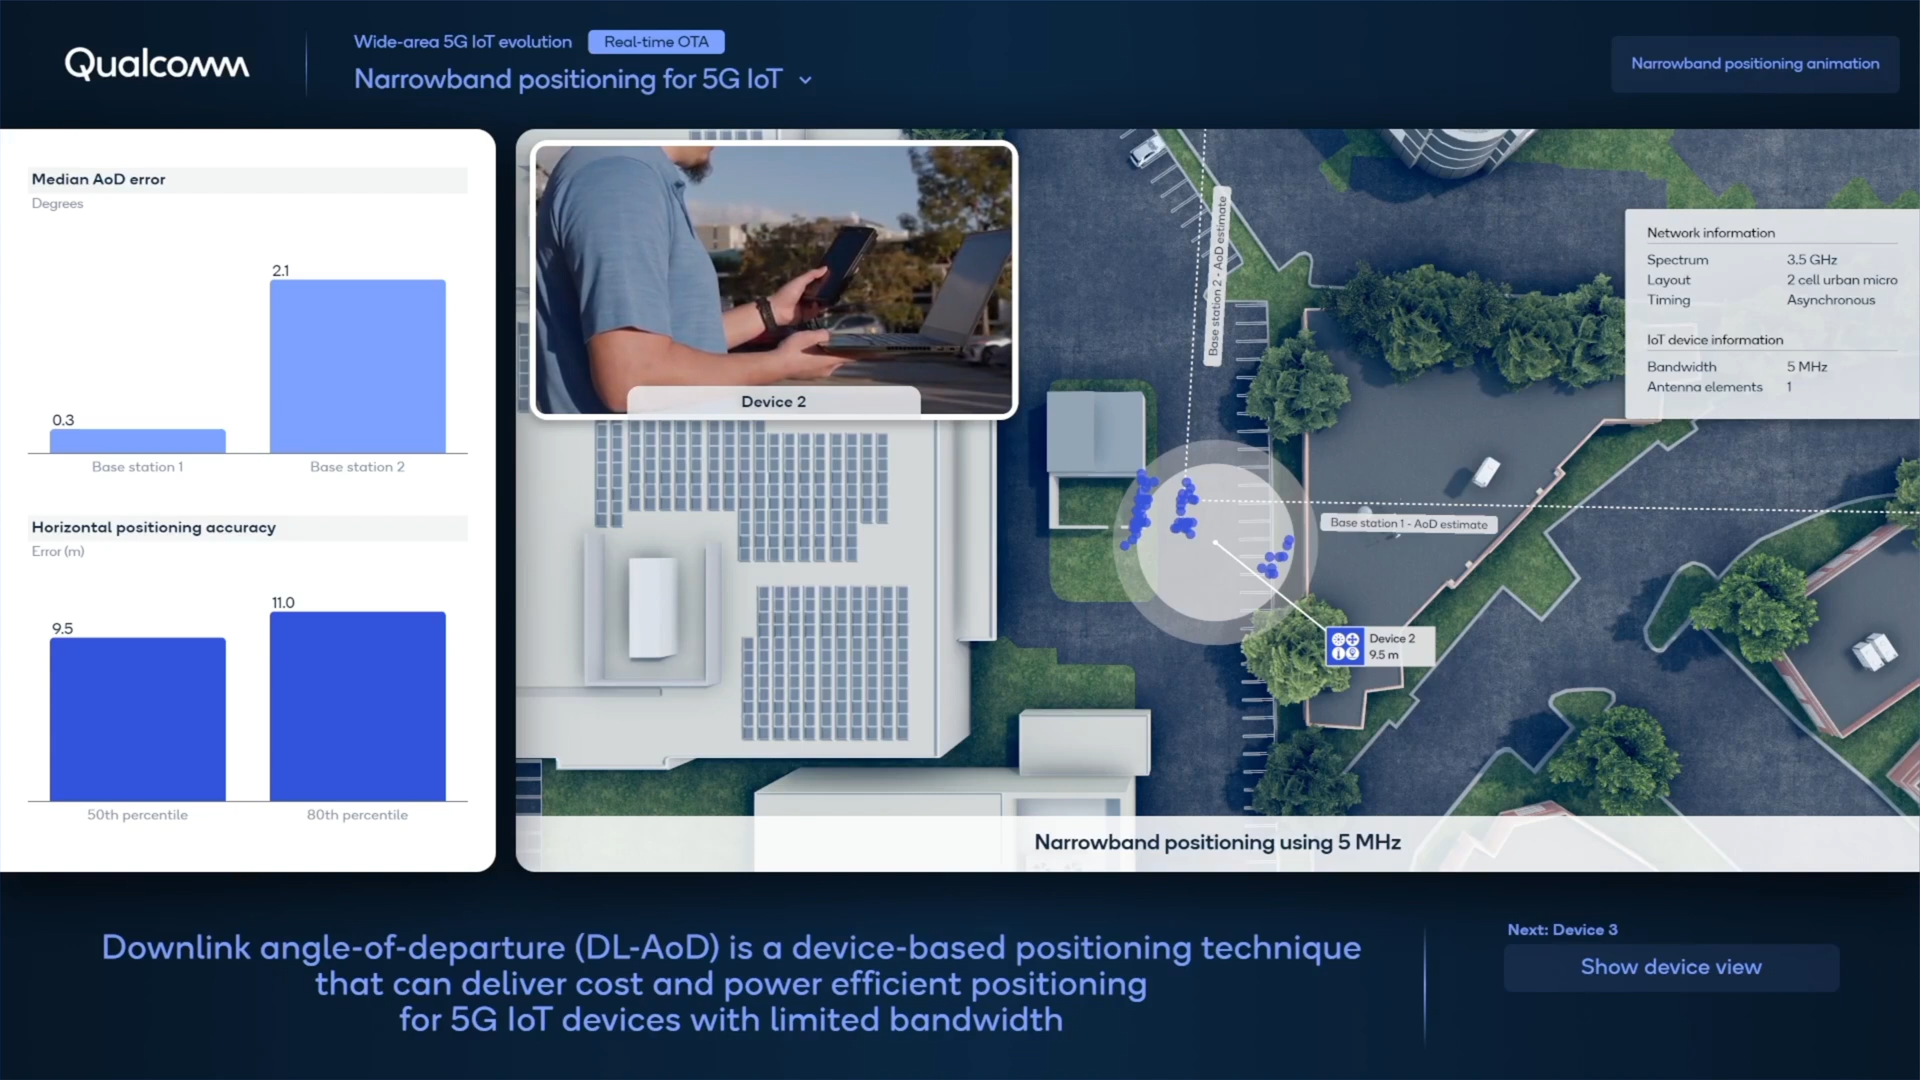 Qualcomm
Wide-area 5G IoT evolution
Real-time OTA
Narrowband positioning for 5G IoT
Narrowband positioning animation
Median AoD error
Degrees
0.3
2.1
Base station 1
Base station 2
Horizontal positioning accuracy
Error (m)
9.5
11.0
50th percentile
80th percentile
Device 2
Base station 2 - AoD estimate
Base station 1 - AoD estimate
Device 2
9.5 m
Network information
Spectrum 3.5 GHz
Layout 2 cell urban micro
Timing Asynchronous
IoT device information
Bandwidth 5 MHz
Antenna elements 1
Narrowband positioning using 5 MHz
Downlink angle-of-departure (DL-AoD) is a device-based positioning technique
that can deliver cost and power efficient positioning
for 5G IoT devices with limited bandwidth
Next: Device 3
Show device view